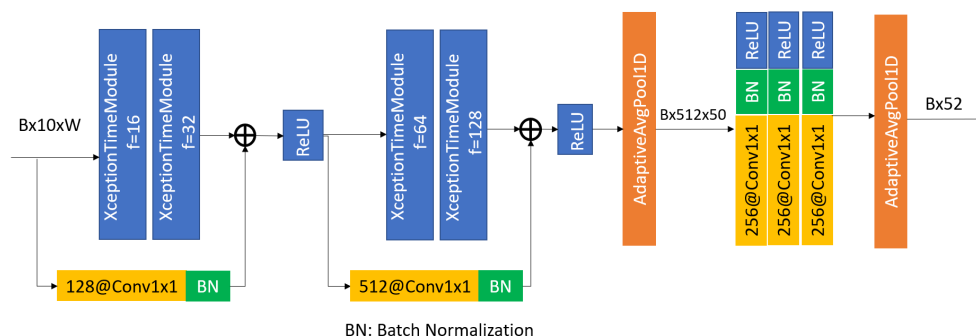 Bx10xW
XceptionTimeModule
f=16
XceptionTimeModule
f=32
128@Conv1x1
BN
ReLU
XceptionTimeModule
f=64
XceptionTimeModule
f=128
512@Conv1x1
BN
ReLU
AdaptiveAvgPool1D
Bx512x50
ReLU
BN
256@Conv1x1
ReLU
BN
256@Conv1x1
ReLU
BN
256@Conv1x1
AdaptiveAvgPool1D
Bx52
BN: Batch Normalization